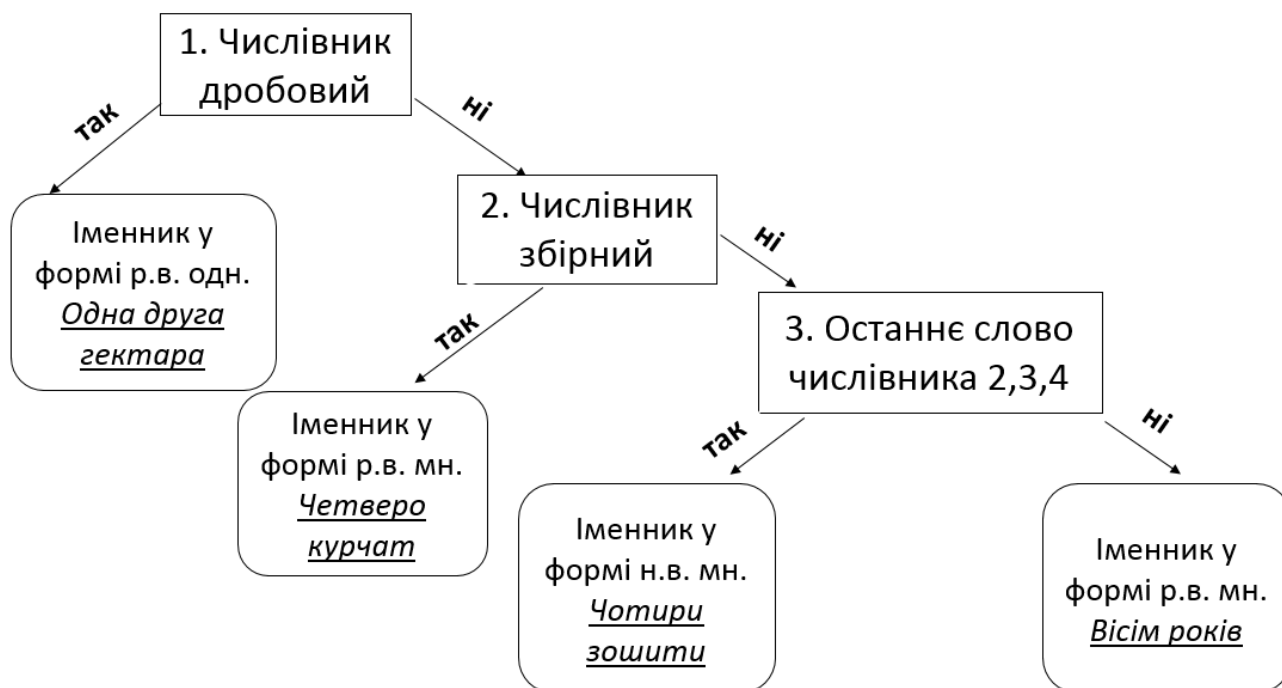 1. Числівник
дробовий
так
ні
Іменник у
формі р.в. одн.
Одна друга
гектара
2. Числівник
збірний
так
ні
Іменник у
формі р.в. мн.
Четверо
курчат
3. Останнє слово
числівника 2,3,4
так
ні
Іменник у
формі н.в. мн.
Чотири
зошити
Іменник у
формі р.в. мн.
Вісім років